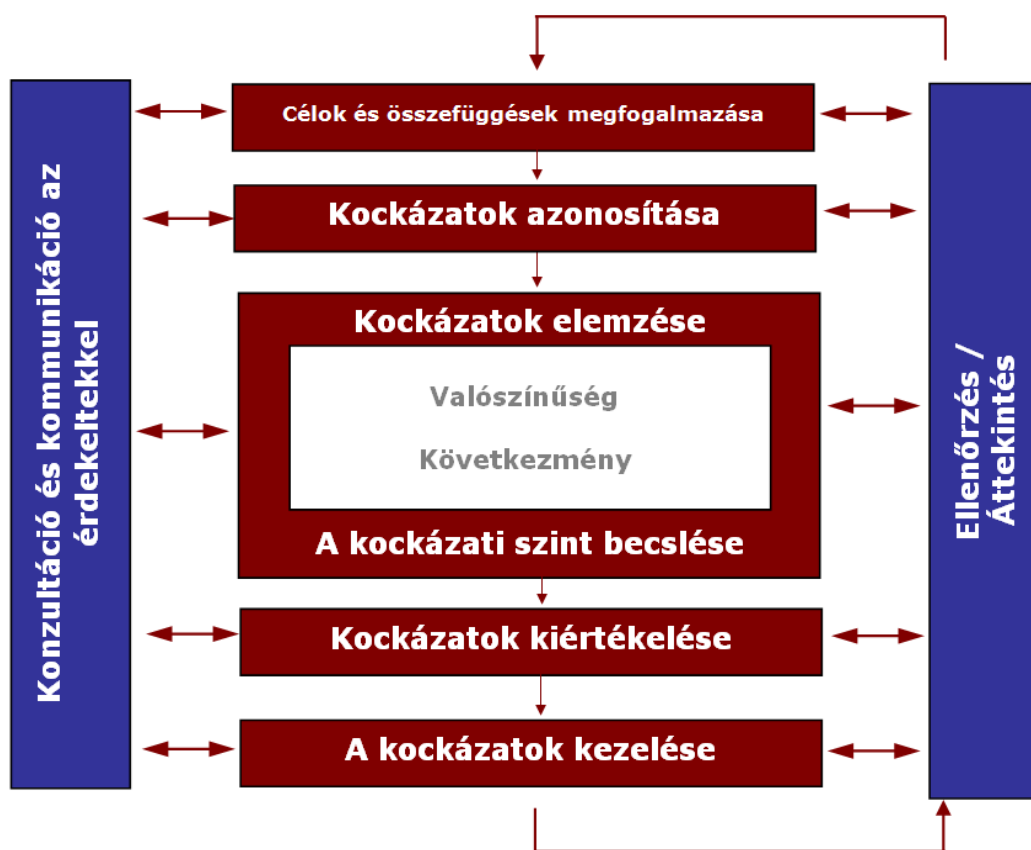 Konzultáció és kommunikáció az
érdekeltekkel
Célok és összefüggések megfogalmazása
Kockázatok azonosítása
Kockázatok elemzése
Valószínűség
Következmény
A kockázati szint becslése
Kockázatok kiértékelése
A kockázatok kezelése
Ellenőrzés /
Áttekintés